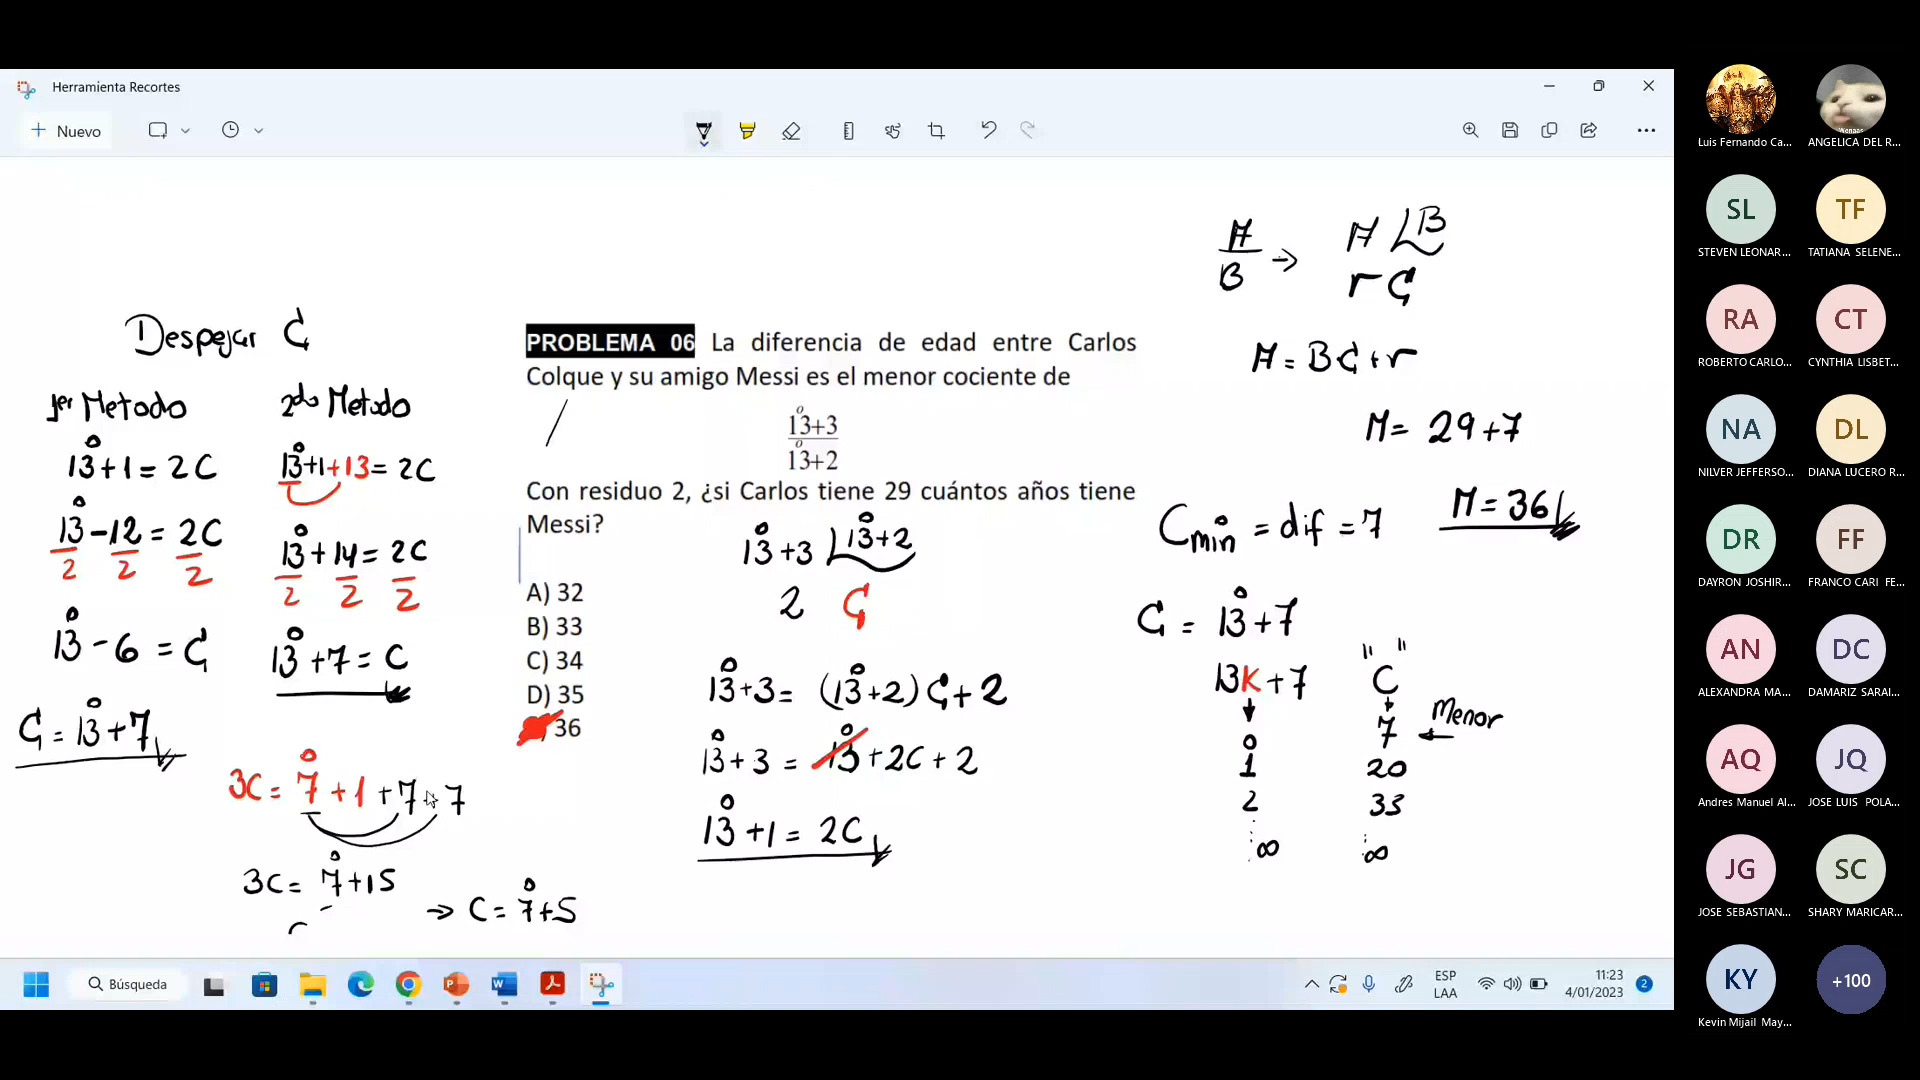 Herramienta Recortes
Nuevo
Despejar C
1er Metodo
13°+1 = 2C
13°-12 = 2C
2 2 2
13°-6 = C
C = 13°+7
2do Metodo
13°+1+13 = 2C
13°+14 = 2C
2 2 2
13°+7 = C
3C = 7°+1+7+7
3C = 7°+15
→ C = 7°+5
PROBLEMA 06 La diferencia de edad entre Carlos
Colque y su amigo Messi es el menor cociente de
13°+3
13°+2
Con residuo 2, ¿si Carlos tiene 29 cuántos años tiene
Messi?
A) 32
B) 33
C) 34
D) 35
36
13°+3 13°+2
2 C
13°+3 = (13°+2)C+2
13°+3 = 13°+2C+2
13°+1 = 2C
A/B → A B
r C
A = BC+r
M = 29+7
M = 36
Cmin = dif = 7
C = 13°+7
13K+7 "C"
0 7 Menor
1 20
2 33
∞ ∞
Búsqueda
ESP
LAA
11:23
4/01/2023
2
Luis Fernando Ca...
ANGELICA DEL R...
SL
STEVEN LEONAR...
TF
TATIANA SELENE...
RA
ROBERTO CARLO...
CT
CYNTHIA LISBET...
NA
NILVER JEFFERSO...
DL
DIANA LUCERO R...
DR
DAYRON JOSHIR...
FF
FRANCO CARI FE...
AN
ALEXANDRA MA...
DC
DAMARIZ SARAI...
AQ
Andres Manuel Al...
JQ
JOSE LUIS POLA...
JG
JOSE SEBASTIAN...
SC
SHARY MARICAR...
KY
Kevin Mijail May...
+100